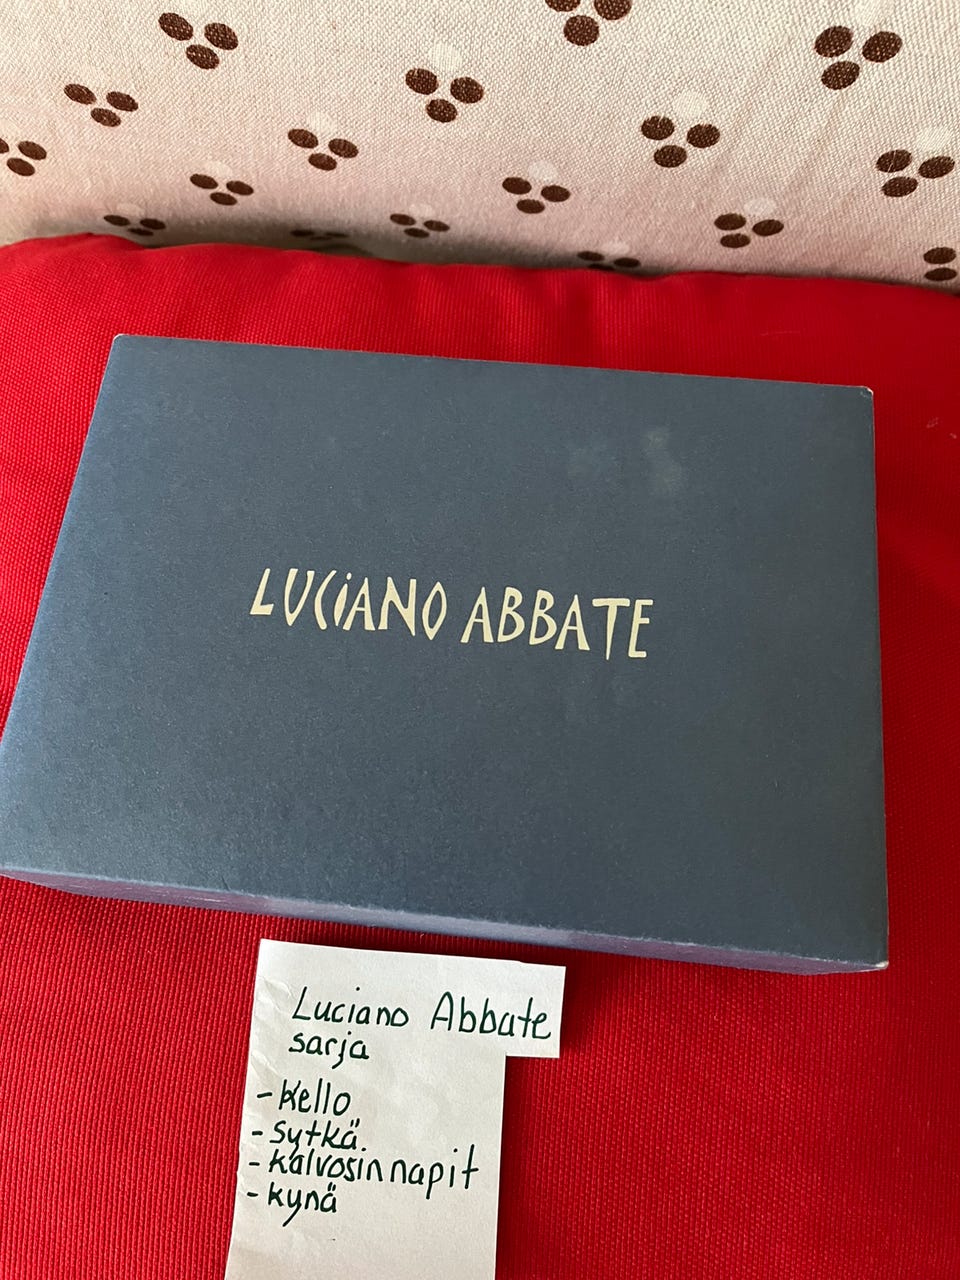 LUCiANO ABBATE
Luciano Abbate
sarja
- Kello
- Sytkä.
- kalvosinnapit
- kynä